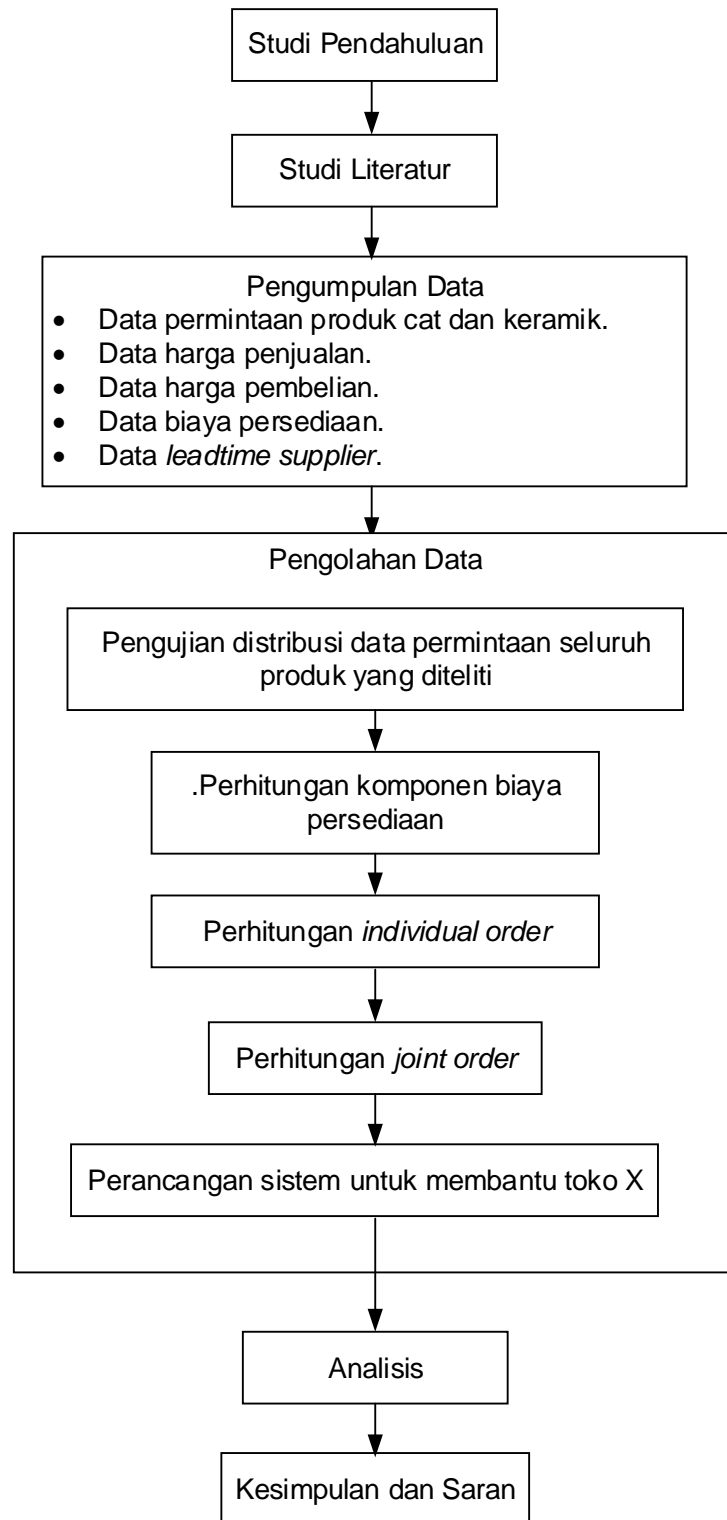 Studi Pendahuluan
Studi Literatur
Pengumpulan Data
• Data permintaan produk cat dan keramik.
• Data harga penjualan.
• Data harga pembelian.
• Data biaya persediaan.
• Data leadtime supplier.
Pengolahan Data
Pengujian distribusi data permintaan seluruh
produk yang diteliti
.Perhitungan komponen biaya
persediaan
Perhitungan individual order
Perhitungan joint order
Perancangan sistem untuk membantu toko X
Analisis
Kesimpulan dan Saran